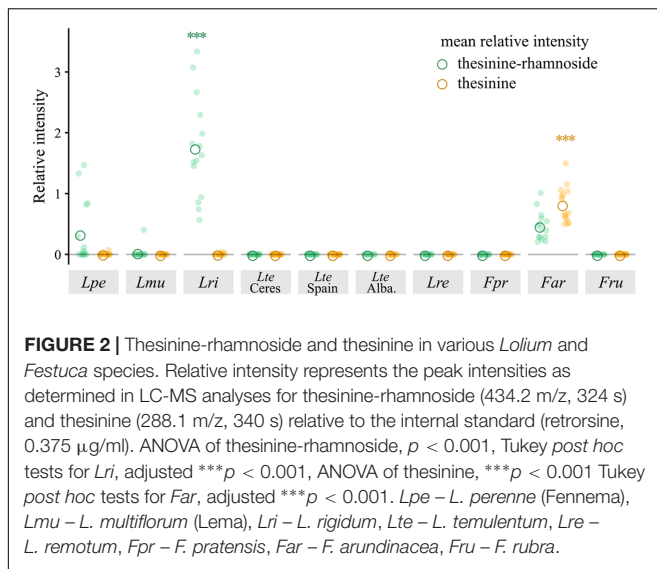 ***
mean relative intensity
thesinine-rhamnoside
thesinine
***
Relative intensity
3
2
1
0
Lpe
Lmu
Lri
Lte Ceres
Lte Spain
Lte Alba.
Lre
Fpr
Far
Fru
FIGURE 2 | Thesinine-rhamnoside and thesinine in various Lolium and
Festuca species. Relative intensity represents the peak intensities as
determined in LC-MS analyses for thesinine-rhamnoside (434.2 m/z, 324 s)
and thesinine (288.1 m/z, 340 s) relative to the internal standard (retrorsine,
0.375 μg/ml). ANOVA of thesinine-rhamnoside, p < 0.001, Tukey post hoc
tests for Lri, adjusted ***p < 0.001, ANOVA of thesinine, ***p < 0.001 Tukey
post hoc tests for Far, adjusted ***p < 0.001. Lpe – L. perenne (Fennema),
Lmu – L. multiflorum (Lema), Lri – L. rigidum, Lte – L. temulentum, Lre –
L. remotum, Fpr – F. pratensis, Far – F. arundinacea, Fru – F. rubra.